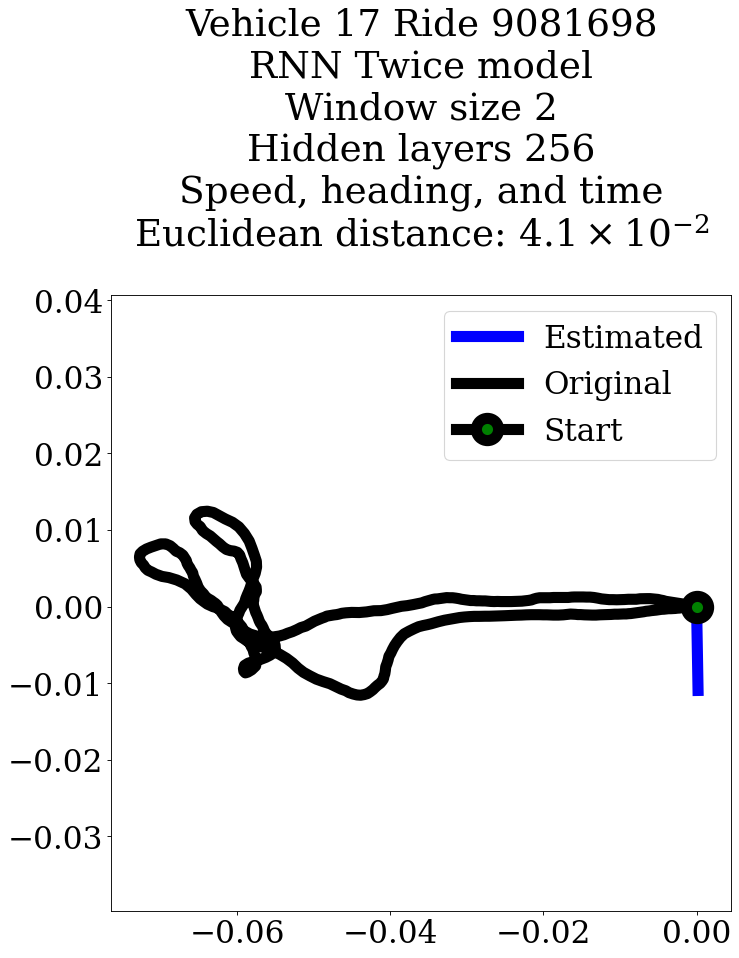 Vehicle 17 Ride 9081698
RNN Twice model
Window size 2
Hidden layers 256
Speed, heading, and time
Euclidean distance: 4.1 × 10⁻²
Estimated
Original
Start
0.04
0.03
0.02
0.01
0.00
−0.01
−0.02
−0.03
−0.06
−0.04
−0.02
0.00